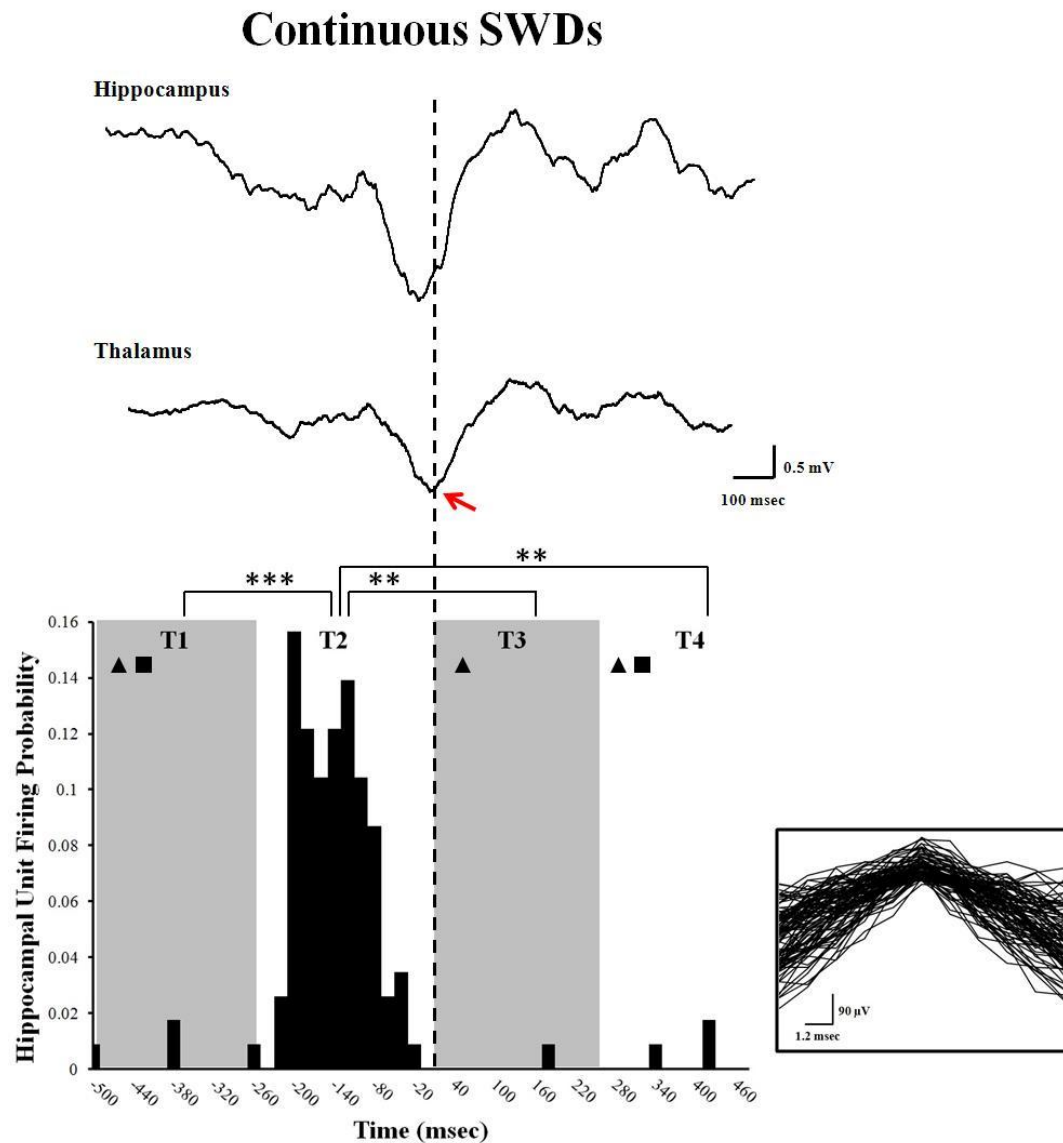 Continuous SWDs
Hippocampus
Thalamus
0.5 mV
100 msec
**
*** **
0.16 T1 T2 T3 T4
▲ ■ ▲ ▲ ■
0.14
0.12
0.1
0.08
0.06
0.04
0.02
0
Hippocampal Unit Firing Probability
-500 -440 -380 -320 -260 -200 -140 -80 -20 40 100 160 220 280 340 400 460
Time (msec)
90 µV
1.2 msec